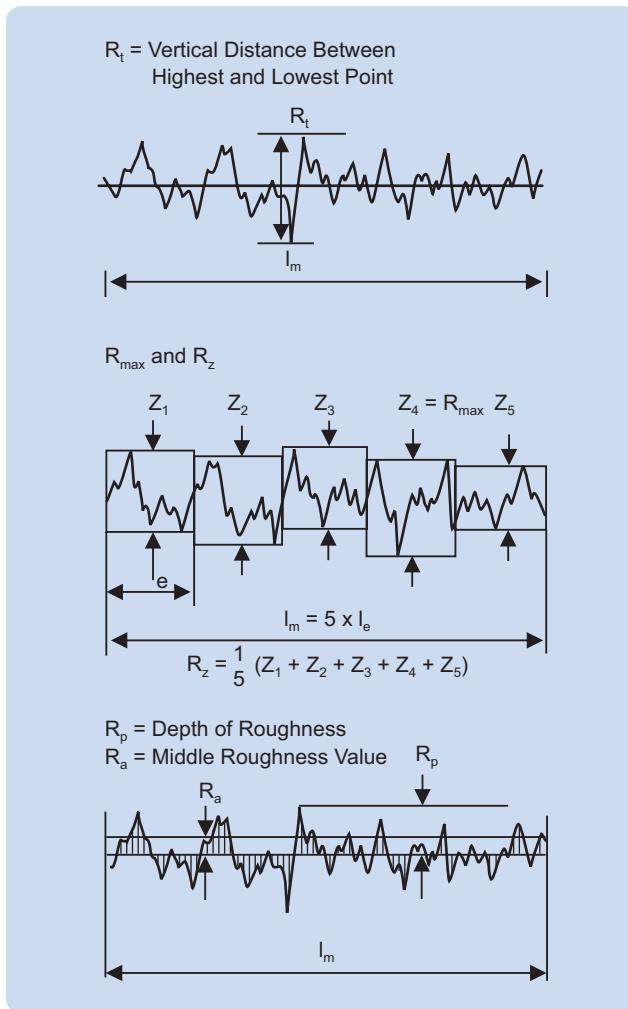 Rt = Vertical Distance Between
Highest and Lowest Point
Rt
lm
Rmax and Rz
Z1 Z2 Z3 Z4 = Rmax Z5
e
lm = 5 x le
Rz = 1/5 (Z1 + Z2 + Z3 + Z4 + Z5)
Rp = Depth of Roughness
Ra = Middle Roughness Value
Rp
Ra
lm